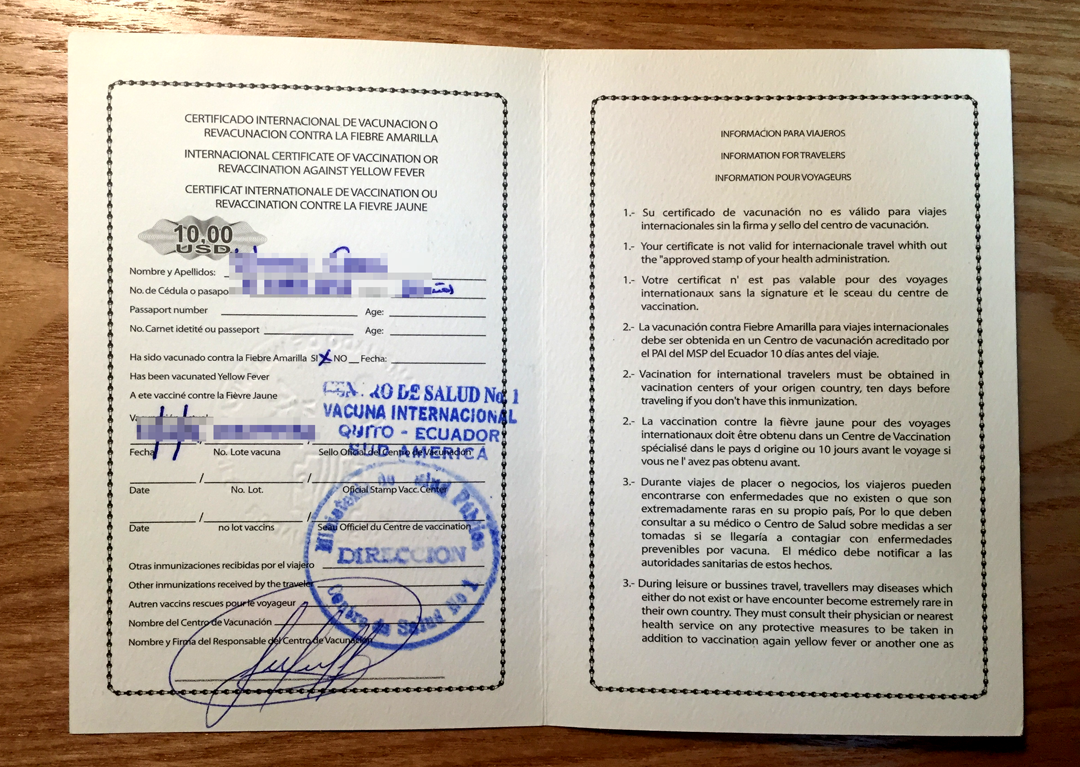 CERTIFICADO INTERNACIONAL DE VACUNACION O
REVACUNACION CONTRA LA FIEBRE AMARILLA
INTERNACIONAL CERTIFICATE OF VACCINATION OR
REVACCINATION AGAINST YELLOW FEVER
CERTIFICAT INTERNATIONALE DE VACCINATION OU
REVACCINATION CONTRE LA FIEVRE JAUNE
10,00
USD
Nombre y Apellidos:
No. de Cédula o pasapo
Passaport number Age:
No. Carnet idetité ou passeport Age:
Ha sido vacunado contra la Fiebre Amarilla SI X NO Fecha:
Has been vacunated Yellow Fever
A ete vacciné contre la Fièvre Jaune
CENTRO DE SALUD No. 1
VACUNA INTERNACIONAL
QUITO - ECUADOR
SUD AMERICA
Fecha No. Lote vacuna Sello Oficial del Centro de Vacunación
Date No. Lot. Oficial Stamp Vacc. Center
Date no lot vaccins Seau Officiel du Centre de vaccination
Ministerio de Salud Publica
DIRECCION
Centro de Salud No 1
Otras inmunizaciones recibidas por el viajero
Other inmunizations received by the traveler
Autren vaccins rescues pour le voyageur
Nombre del Centro de Vacunación
Nombre y Firma del Responsable del Centro de Vacunación
INFORMACION PARA VIAJEROS
INFORMATION FOR TRAVELERS
INFORMATION POUR VOYAGEURS
1.- Su certificado de vacunación no es válido para viajes
internacionales sin la firma y sello del centro de vacunación.
1.- Your certificate is not valid for internationale travel whith out
the "approved stamp of your health administration.
1.- Votre certificat n' est pas valable pour des voyages
internationaux sans la signature et le sceau du centre de
vaccination.
2.- La vacunación contra Fiebre Amarilla para viajes internacionales
debe ser obtenida en un Centro de vacunación acreditado por
el PAI del MSP del Ecuador 10 días antes del viaje.
2.- Vacination for international travelers must be obtained in
vacination centers of your origen country, ten days before
traveling if you don't have this inmunization.
2.- La vaccination contre la fièvre jaune pour des voyages
internationaux doit être obtenu dans un Centre de Vaccination
spécialisé dans le pays d origine ou 10 jours avant le voyage si
vous ne l' avez pas obtenu avant.
3.- Durante viajes de placer o negocios, los viajeros pueden
encontrarse con enfermedades que no existen o que son
extremadamente raras en su propio país, Por lo que deben
consultar a su médico o Centro de Salud sobre medidas a ser
tomadas si se llegaría a contagiar con enfermedades
prevenibles por vacuna. El médico debe notificar a las
autoridades sanitarias de estos hechos.
3.- During leisure or bussines travel, travellers may diseases which
either do not exist or have encounter become estremely rare in
their own country. They must consult their physician or nearest
health service on any protective measures to be taken in
addition to vaccination again yellow fever or another one as